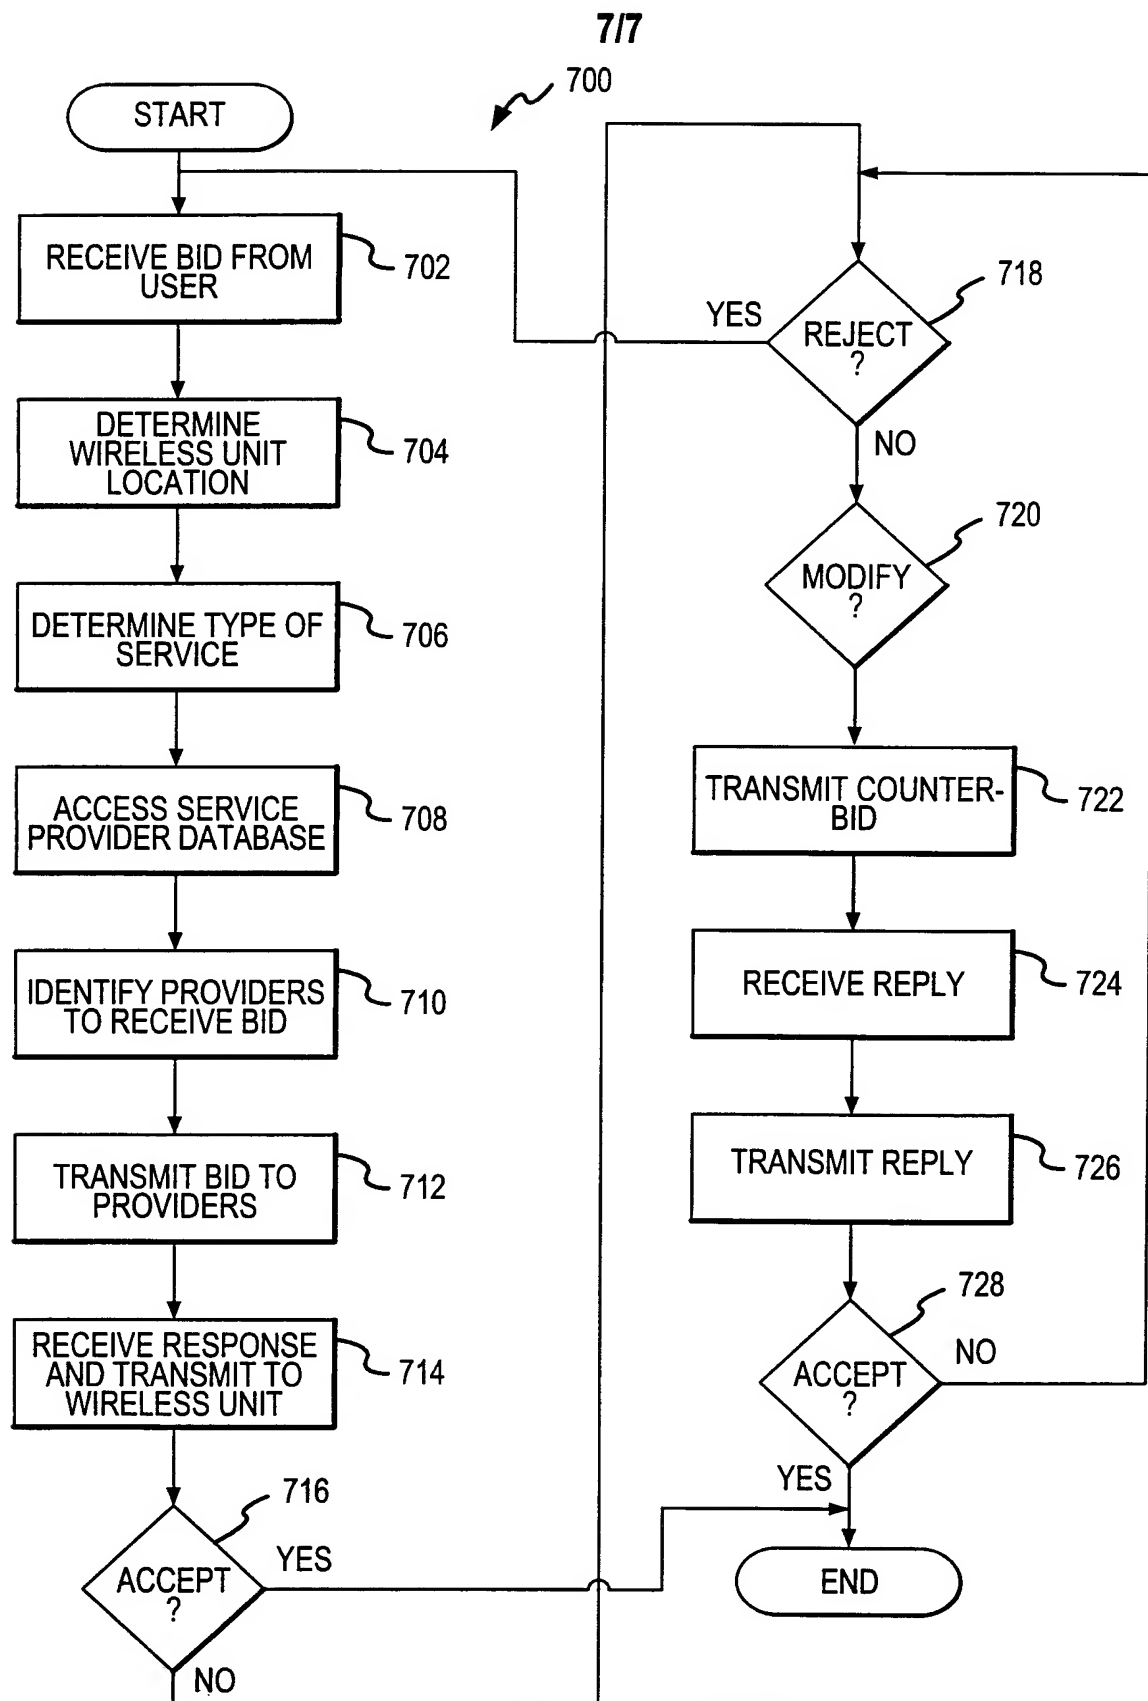 7/7
700
START
RECEIVE BID FROM
USER
702
DETERMINE
WIRELESS UNIT
LOCATION
704
DETERMINE TYPE OF
SERVICE
706
ACCESS SERVICE
PROVIDER DATABASE
708
IDENTIFY PROVIDERS
TO RECEIVE BID
710
TRANSMIT BID TO
PROVIDERS
712
RECEIVE RESPONSE
AND TRANSMIT TO
WIRELESS UNIT
714
716
ACCEPT
?
YES
NO
718
YES
REJECT
?
NO
720
MODIFY
?
TRANSMIT COUNTER-
BID
722
RECEIVE REPLY
724
TRANSMIT REPLY
726
728
ACCEPT
?
NO
YES
END